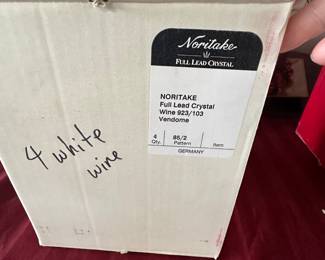 Noritake
FULL LEAD CRYSTAL
NORITAKE
Full Lead Crystal
Wine 923/103
Vendome
4 86/2
Qty. Pattern Item
GERMANY
4 white
wine